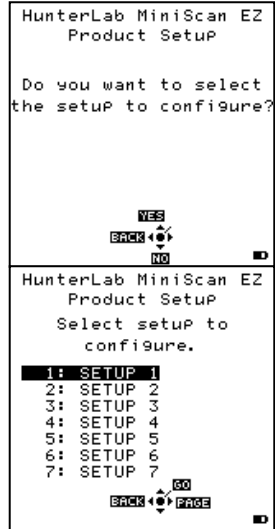 HunterLab MiniScan EZ
Product Setup
Do you want to select
the setup to configure?
YES
BACK
NO
HunterLab MiniScan EZ
Product Setup
Select setup to
configure.
1: SETUP 1
2: SETUP 2
3: SETUP 3
4: SETUP 4
5: SETUP 5
6: SETUP 6
7: SETUP 7
GO
BACK PAGE